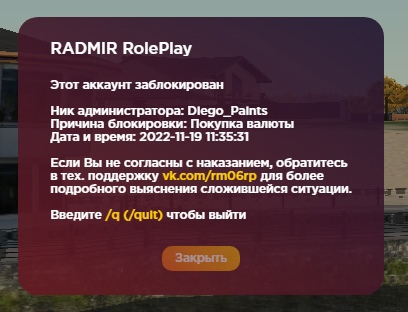 RADMIR RolePlay
Этот аккаунт заблокирован
Ник администратора: Diego_Paints
Причина блокировки: Покупка валюты
Дата и время: 2022-11-19 11:35:31
Если Вы не согласны с наказанием, обратитесь
в тех. поддержку vk.com/rm06rp для более
подробного выяснения сложившейся ситуации.
Введите /q (/quit) чтобы выйти
Закрыть